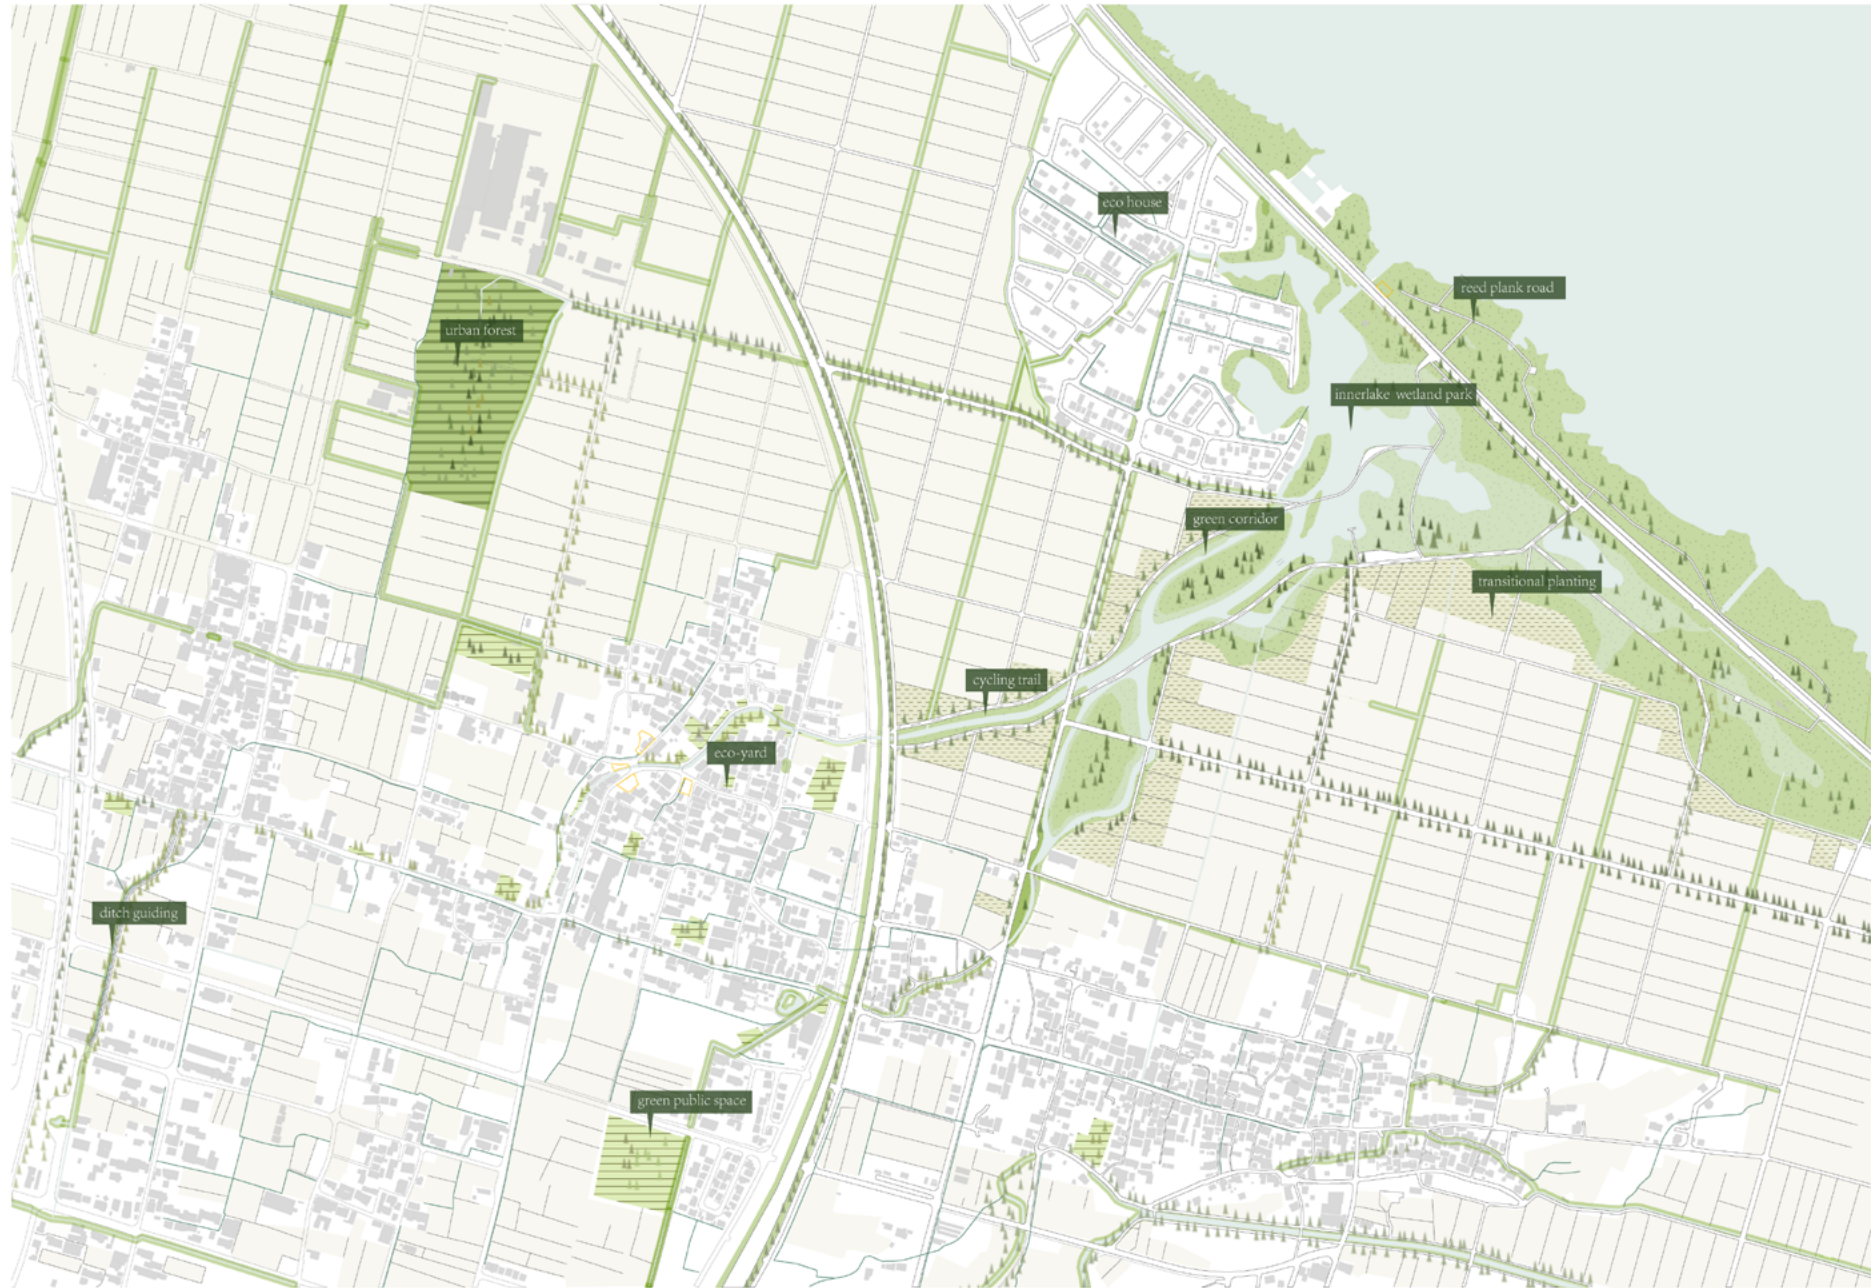 eco house
reed plank road
urban forest
innerlake wetland park
green corridor
transitional planting
cycling trail
eco-yard
ditch guiding
green public space